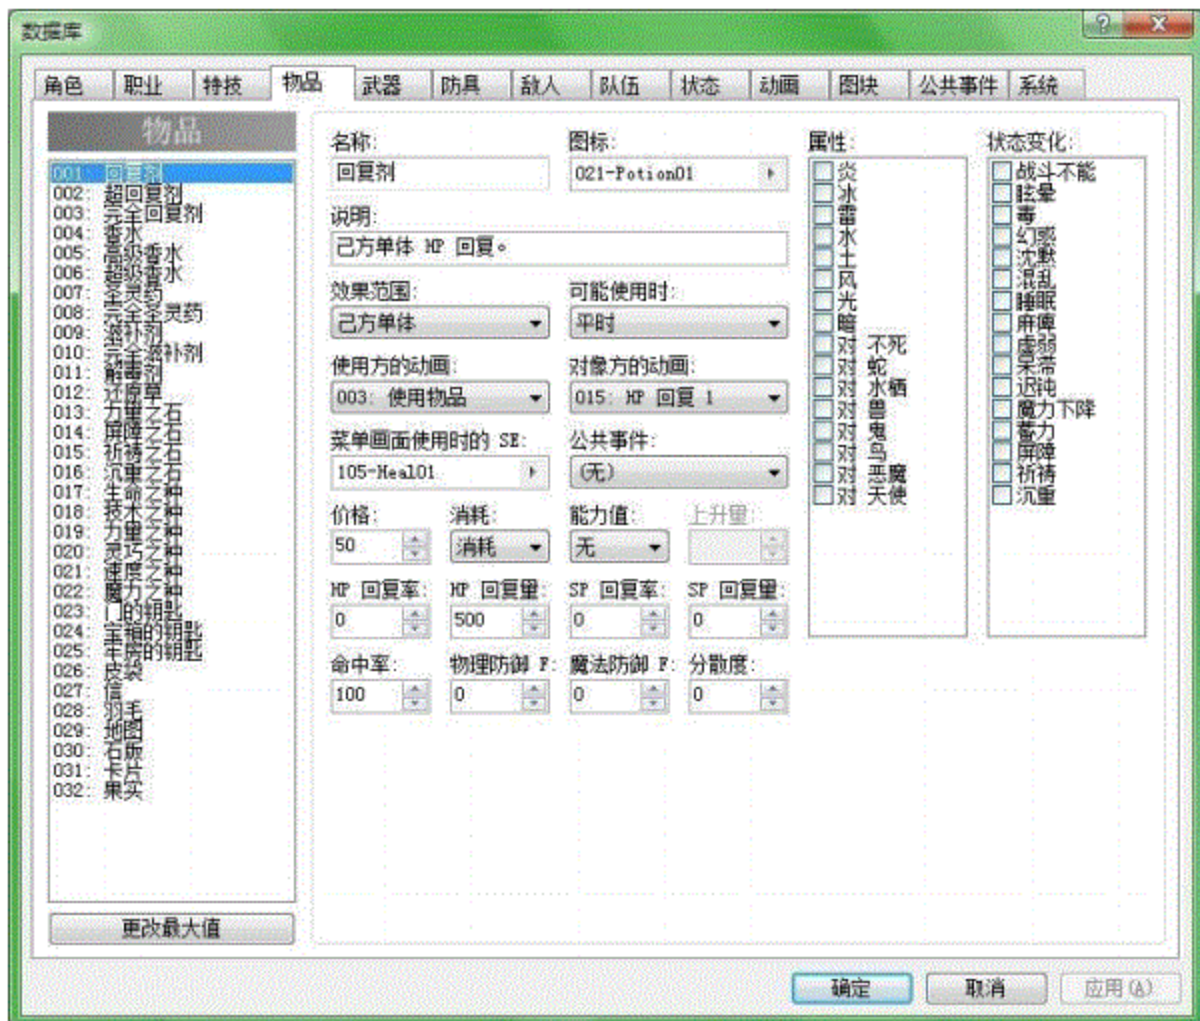 数据库
角色 职业 特技 物品 武器 防具 敌人 队伍 状态 动画 图块 公共事件 系统
物品
001: 回复剂
002: 超回复剂
003: 完全回复剂
004: 香水
005: 高级香水
006: 超级香水
007: 圣灵药
008: 完全圣灵药
009: 滋补剂
010: 完全滋补剂
011: 解毒剂
012: 还原草
013: 力量之石
014: 屏障之石
015: 祈祷之石
016: 沉重之石
017: 生命之种
018: 技术之种
019: 力量之种
020: 灵巧之种
021: 速度之种
022: 魔力之种
023: 门的钥匙
024: 宝箱的钥匙
025: 牢房的钥匙
026: 皮袋
027: 信
028: 羽毛
029: 地图
030: 石版
031: 卡片
032: 果实
更改最大值
名称: 图标:
回复剂 021-Potion01
说明:
己方单体 HP 回复。
效果范围: 可能使用时:
己方单体 平时
使用方的动画: 对像方的动画:
003: 使用物品 015: HP 回复 1
菜单画面使用时的 SE: 公共事件:
105-Heal01 (无)
价格: 消耗: 能力值: 上升量:
50 消耗 无
HP 回复率: HP 回复量: SP 回复率: SP 回复量:
0 500 0 0
命中率: 物理防御 F: 魔法防御 F: 分散度:
100 0 0 0
属性:
炎
冰
雷
水
土
风
光
暗
对 不死
对 蛇
对 水栖
对 兽
对 鬼
对 鸟
对 恶魔
对 天使
状态变化:
战斗不能
眩晕
毒
幻惑
沈默
混乱
睡眠
麻痹
虚弱
呆滞
迟钝
魔力下降
蓄力
屏障
祈祷
沉重
确定 取消 应用(A)